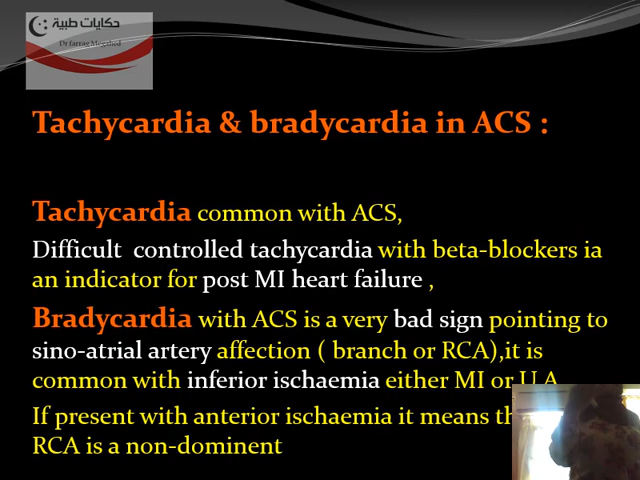 حكايات طبية
Dr farrag Megahed
Tachycardia & bradycardia in ACS :
Tachycardia common with ACS,
Difficult controlled tachycardia with beta-blockers ia
an indicator for post MI heart failure ,
Bradycardia with ACS is a very bad sign pointing to
sino-atrial artery affection ( branch or RCA),it is
common with inferior ischaemia either MI or U.A
If present with anterior ischaemia it means
RCA is a non-dominent